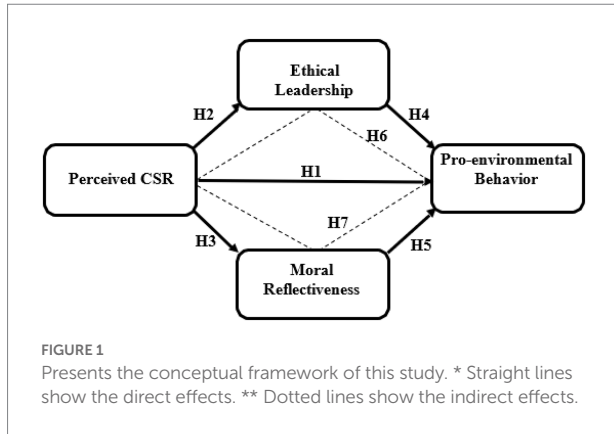 Ethical
Leadership
H2
H4
H6
Perceived CSR
H1
Pro-environmental
Behavior
H3
H7
H5
Moral
Reflectiveness
FIGURE 1
Presents the conceptual framework of this study. * Straight lines
show the direct effects. ** Dotted lines show the indirect effects.